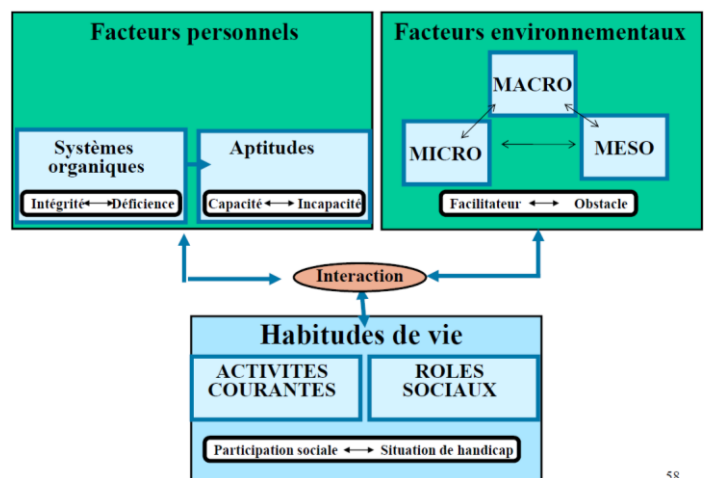 Facteurs personnels
Systèmes
organiques
Intégrité Déficience
Aptitudes
Capacité Incapacité
Facteurs environnementaux
MACRO
MICRO
MESO
Facilitateur Obstacle
Interaction
Habitudes de vie
ACTIVITES
COURANTES
ROLES
SOCIAUX
Participation sociale Situation de handicap
58